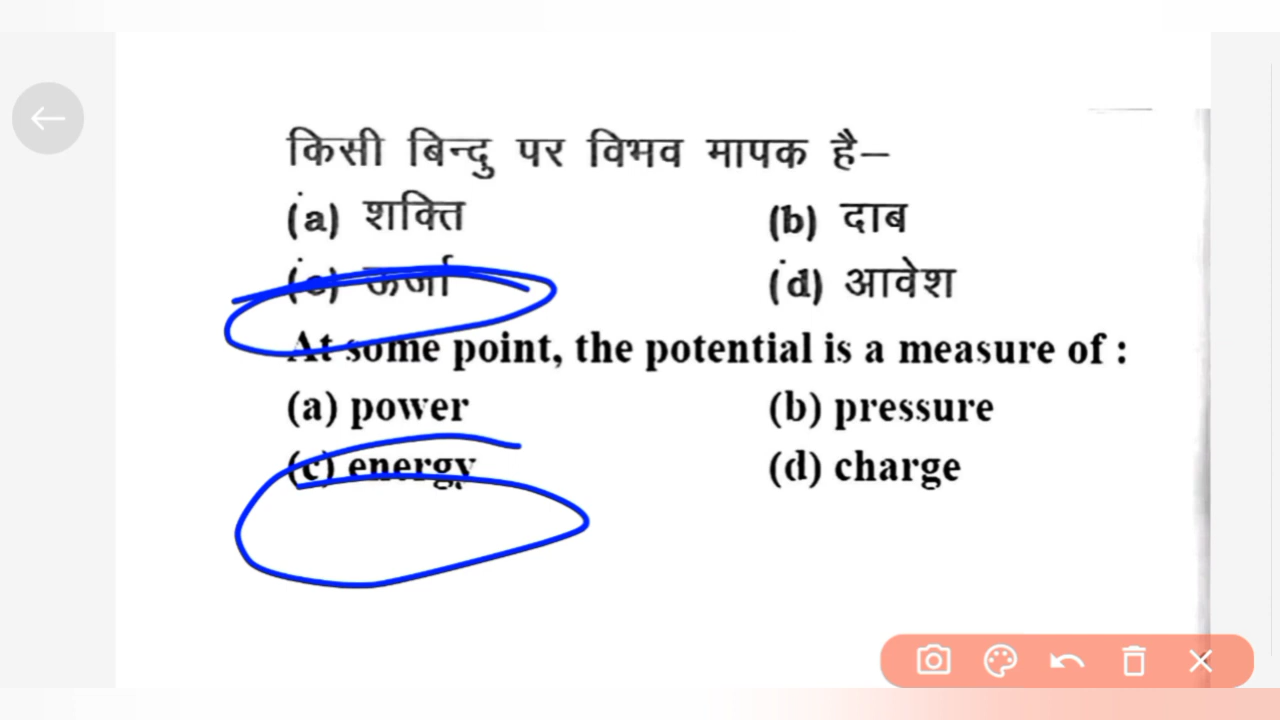 किसी बिन्दु पर विभव मापक है–
(a) शक्ति (b) दाब
(c) ऊर्जा (d) आवेश
At some point, the potential is a measure of :
(a) power (b) pressure
(c) energy (d) charge